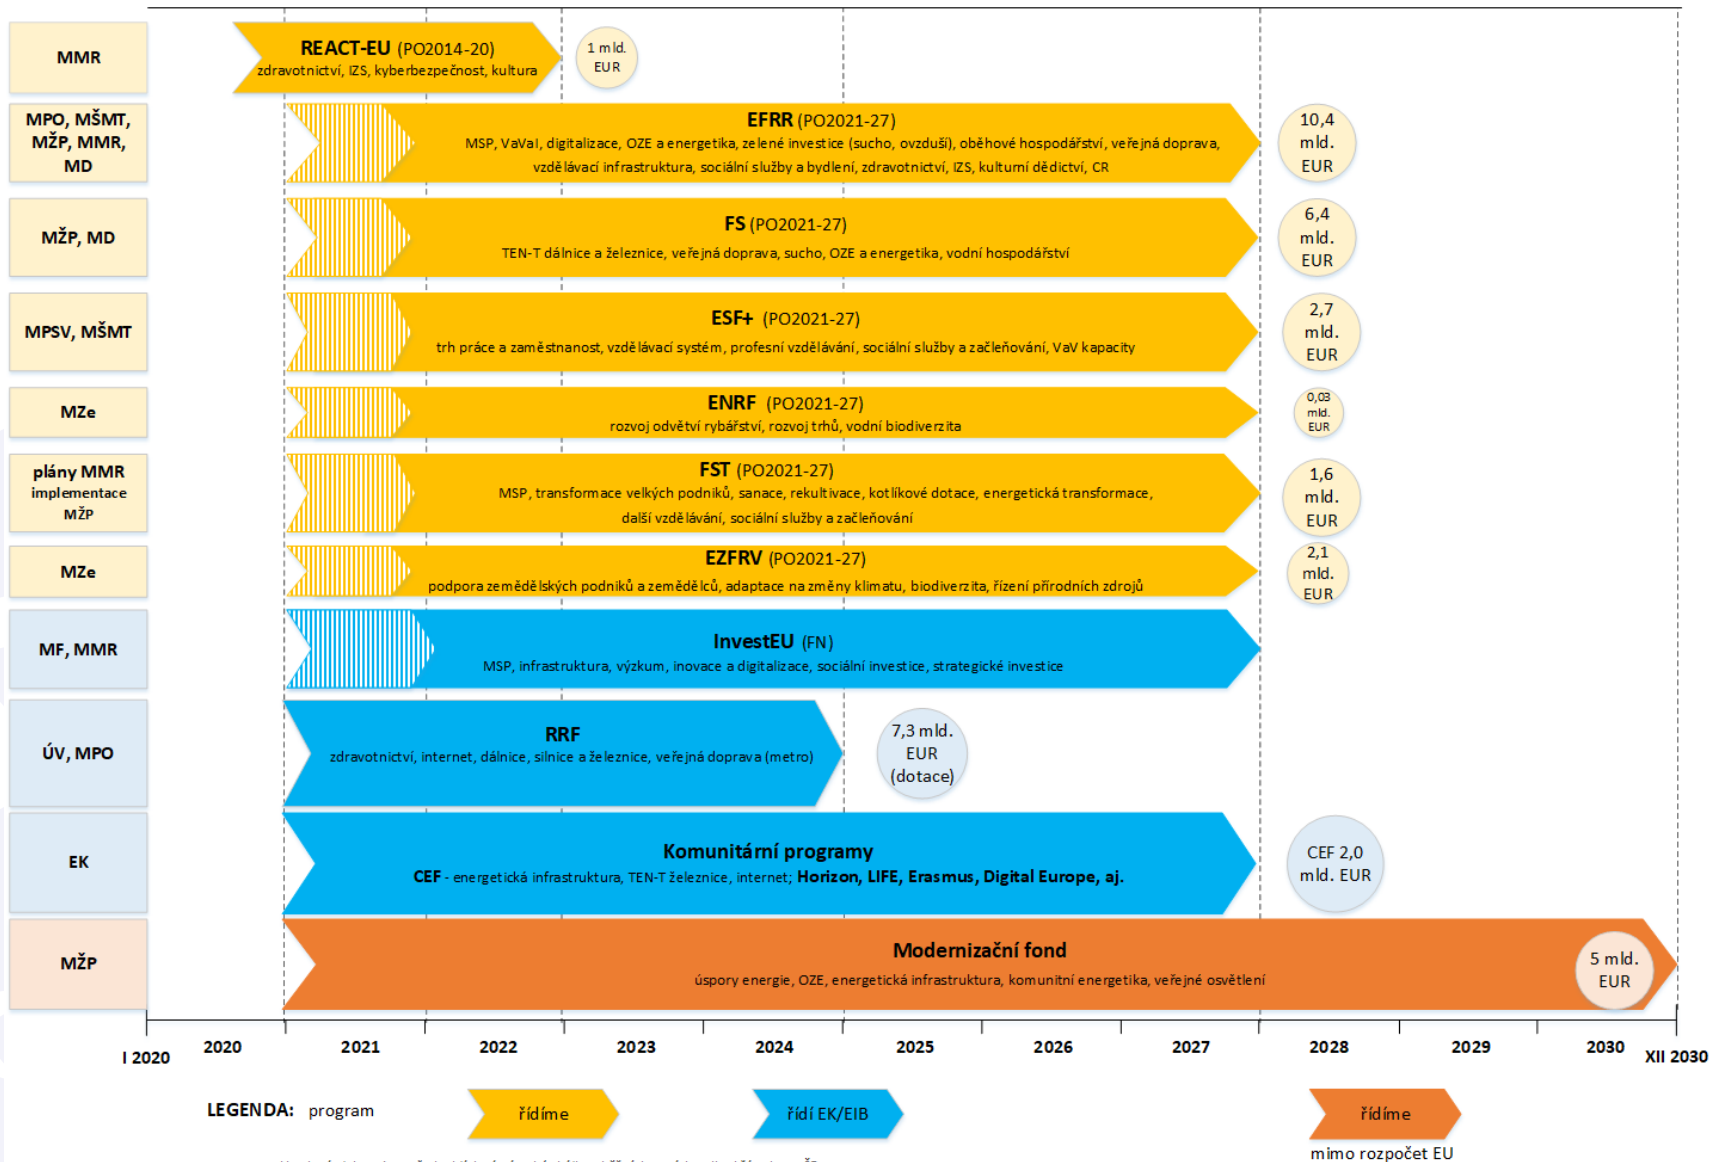 MMR
REACT-EU (PO2014-20)
zdravotnictví, IZS, kyberbezpečnost, kultura
1 mld.
EUR
MPO, MŠMT,
MŽP, MMR,
MD
EFRR (PO2021-27)
MSP, VaVaI, digitalizace, OZE a energetika, zelené investice (sucho, ovzduší), oběhové hospodářství, veřejná doprava,
vzdělávací infrastruktura, sociální služby a bydlení, zdravotnictví, IZS, kulturní dědictví, CR
10,4
mld.
EUR
MŽP, MD
FS (PO2021-27)
TEN-T dálnice a železnice, veřejná doprava, sucho, OZE a energetika, vodní hospodářství
6,4
mld.
EUR
MPSV, MŠMT
ESF+ (PO2021-27)
trh práce a zaměstnanost, vzdělávací systém, profesní vzdělávání, sociální služby a začleňování, VaV kapacity
2,7
mld.
EUR
MZe
ENRF (PO2021-27)
rozvoj odvětví rybářství, rozvoj trhů, vodní biodiverzita
0,03
mld.
EUR
plány MMR
implementace
MŽP
FST (PO2021-27)
MSP, transformace velkých podniků, sanace, rekultivace, kotlíkové dotace, energetická transformace,
další vzdělávání, sociální služby a začleňování
1,6
mld.
EUR
MZe
EZFRV (PO2021-27)
podpora zemědělských podniků a zemědělců, adaptace na změny klimatu, biodiverzita, řízení přírodních zdrojů
2,1
mld.
EUR
MF, MMR
InvestEU (FN)
MSP, infrastruktura, výzkum, inovace a digitalizace, sociální investice, strategické investice
ÚV, MPO
RRF
zdravotnictví, internet, dálnice, silnice a železnice, veřejná doprava (metro)
7,3 mld.
EUR
(dotace)
EK
Komunitární programy
CEF - energetická infrastruktura, TEN-T železnice, internet; Horizon, LIFE, Erasmus, Digital Europe, aj.
CEF 2,0
mld. EUR
MŽP
Modernizační fond
úspory energie, OZE, energetická infrastruktura, komunitní energetika, veřejné osvětlení
5 mld.
EUR
I 2020 2020 2021 2022 2023 2024 2025 2026 2027 2028 2029 2030 XII 2030
LEGENDA: program
řídíme
řídí EK/EIB
řídíme
mimo rozpočet EU